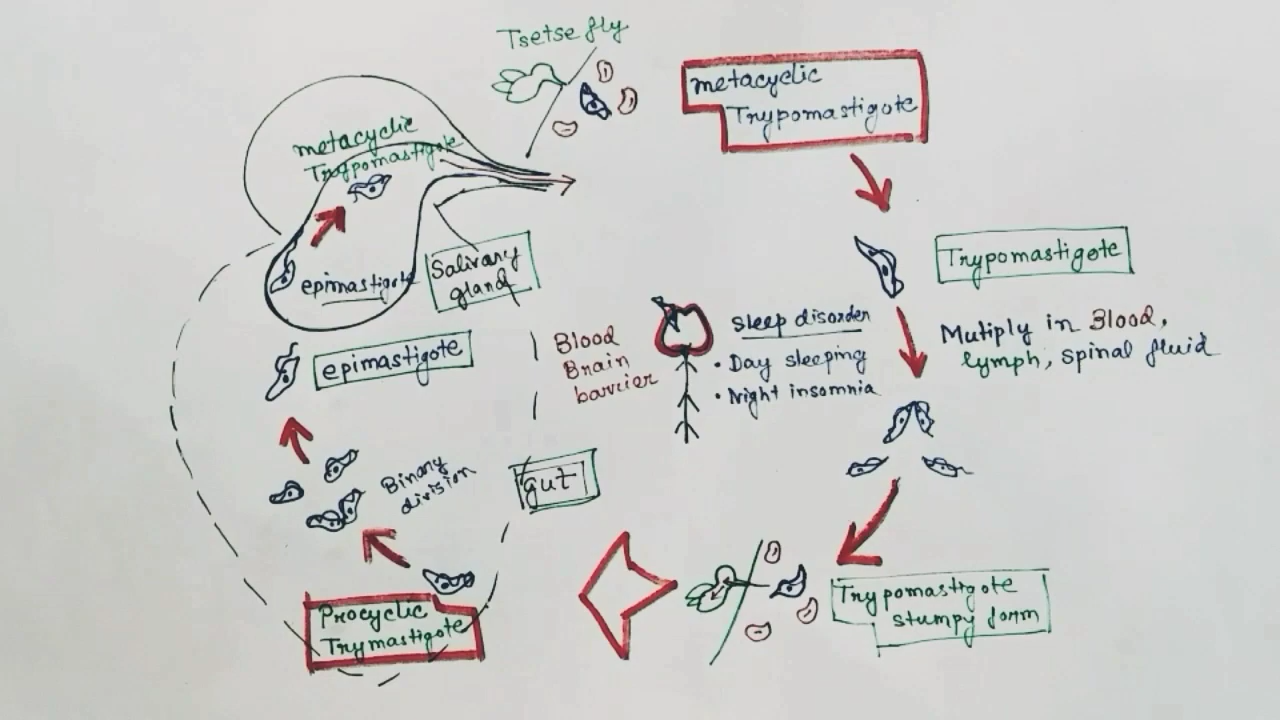 Tsetse fly
metacyclic
Trypomastigote
metacyclic
Trypomastigote
epimastigote
Salivary
gland
Trypomastigote
Mutiply in Blood,
lymph, spinal fluid
epimastigote
Blood
Brain
barrier
Sleep disorder
• Day sleeping
• Night insomnia
Binary
division
gut
Procyclic
Trymastigote
Trypomastigote
stumpy form